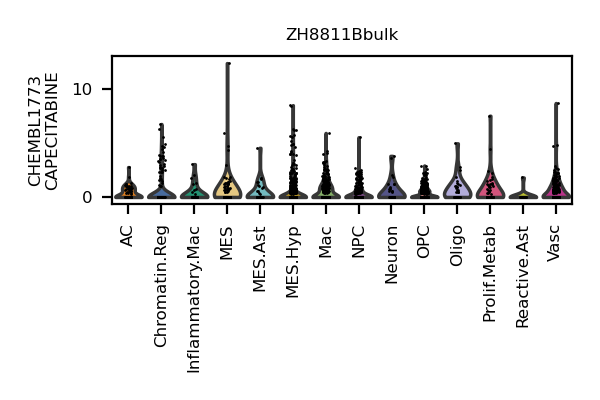 ZH8811Bbulk
CHEMBL1773
CAPECITABINE
10
0
AC
Chromatin.Reg
Inflammatory.Mac
MES
MES.Ast
MES.Hyp
Mac
NPC
Neuron
OPC
Oligo
Prolif.Metab
Reactive.Ast
Vasc